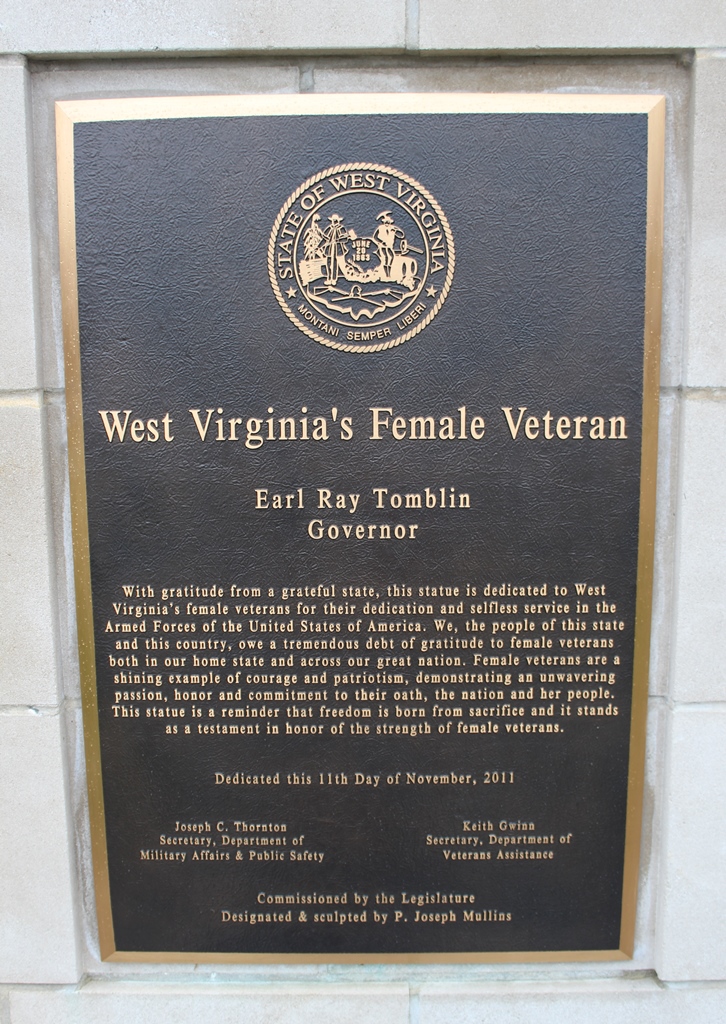 STATE OF WEST VIRGINIA
JUNE
20
1863
MONTANI SEMPER LIBERI
West Virginia's Female Veteran
Earl Ray Tomblin
Governor
With gratitude from a grateful state, this statue is dedicated to West
Virginia's female veterans for their dedication and selfless service in the
Armed Forces of the United States of America. We, the people of this state
and this country, owe a tremendous debt of gratitude to female veterans
both in our home state and across our great nation. Female veterans are a
shining example of courage and patriotism, demonstrating an unwavering
passion, honor and commitment to their oath, the nation and her people.
This statue is a reminder that freedom is born from sacrifice and it stands
as a testament in honor of the strength of female veterans.
Dedicated this 11th Day of November, 2011
Joseph C. Thornton
Secretary, Department of
Military Affairs & Public Safety
Keith Gwinn
Secretary, Department of
Veterans Assistance
Commissioned by the Legislature
Designated & sculpted by P. Joseph Mullins